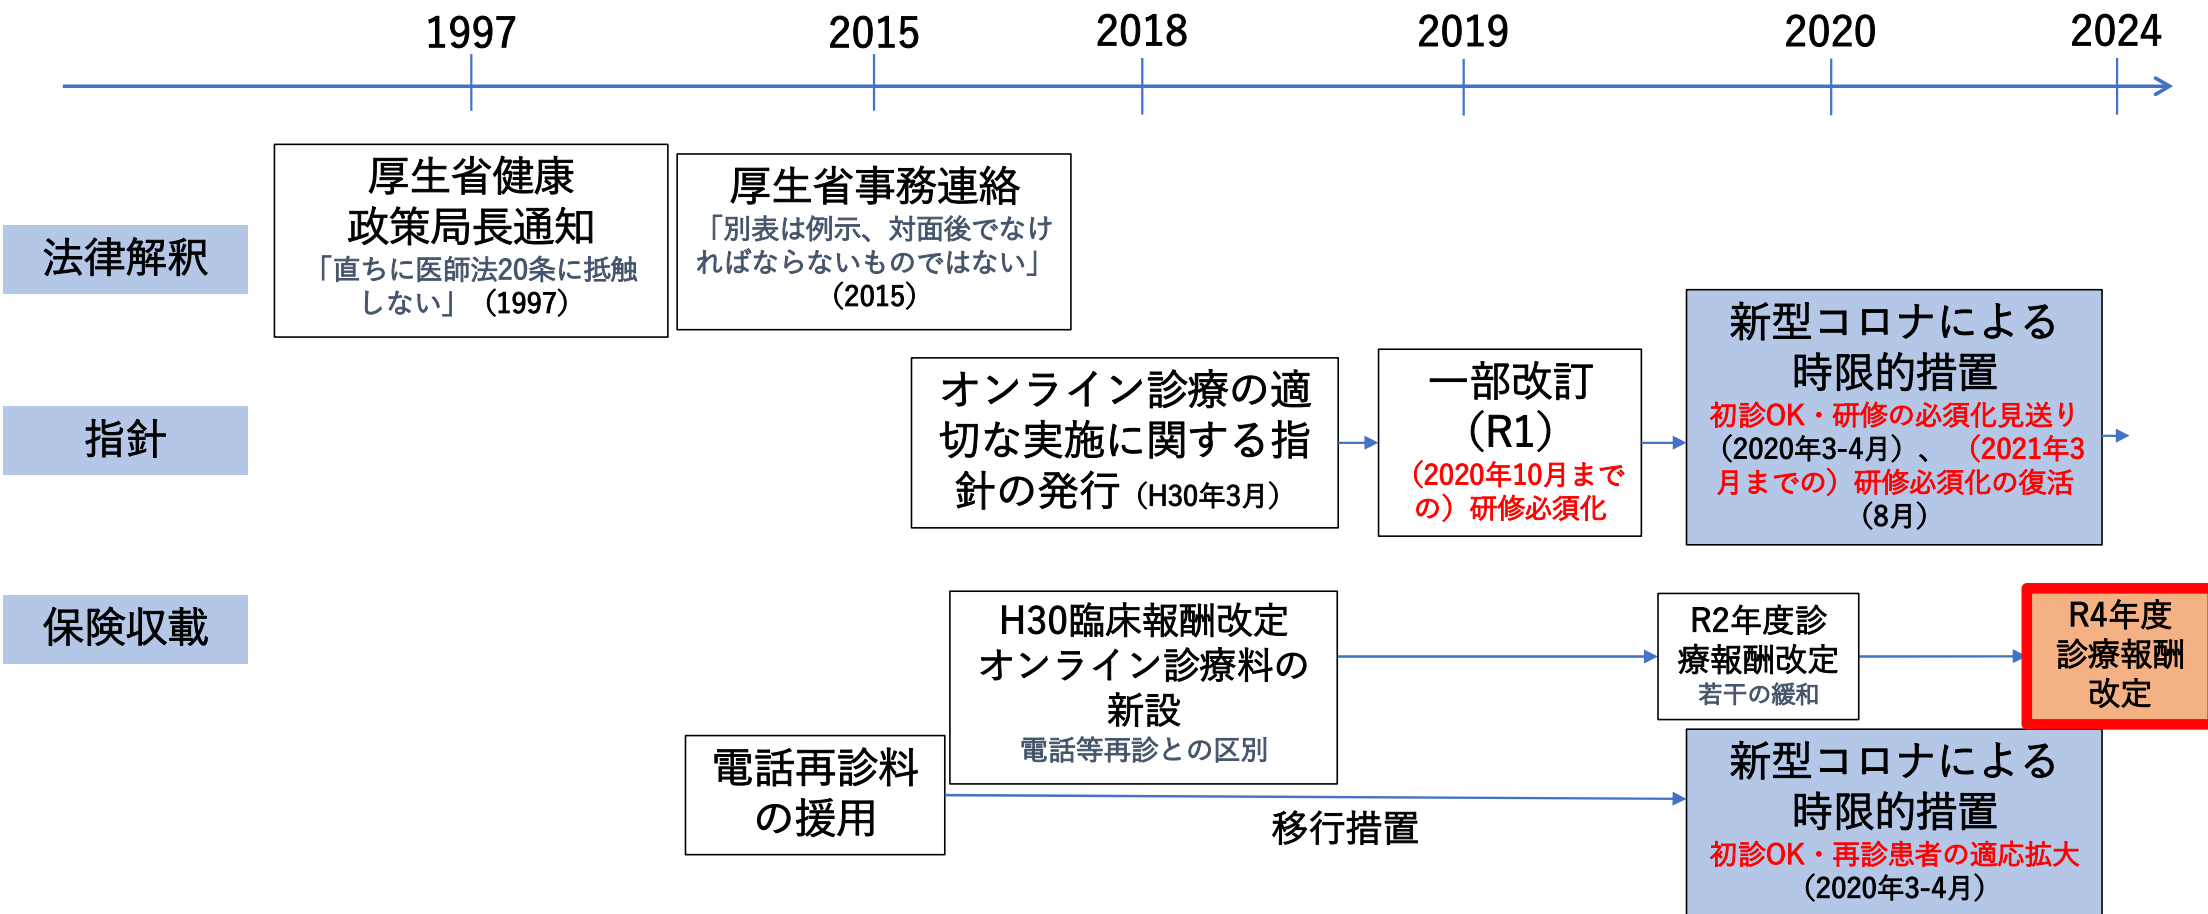 1997
2015
2018
2019
2020
2024
法律解釈
厚生省健康
政策局長通知
「直ちに医師法20条に抵触
しない」（1997）
厚生省事務連絡
「別表は例示、対面後でなけ
ればならないものではない」
（2015）
指針
オンライン診療の適
切な実施に関する指
針の発行（H30年3月）
一部改訂
（R1）
（2020年10月まで
の）研修必須化
新型コロナによる
時限的措置
初診OK・研修の必須化見送り
（2020年3-4月）、（2021年3
月までの）研修必須化の復活
（8月）
保険収載
電話再診料
の援用
H30臨床報酬改定
オンライン診療料の
新設
電話等再診との区別
移行措置
R2年度診
療報酬改定
若干の緩和
新型コロナによる
時限的措置
初診OK・再診患者の適応拡大
（2020年3-4月）
R4年度
診療報酬
改定